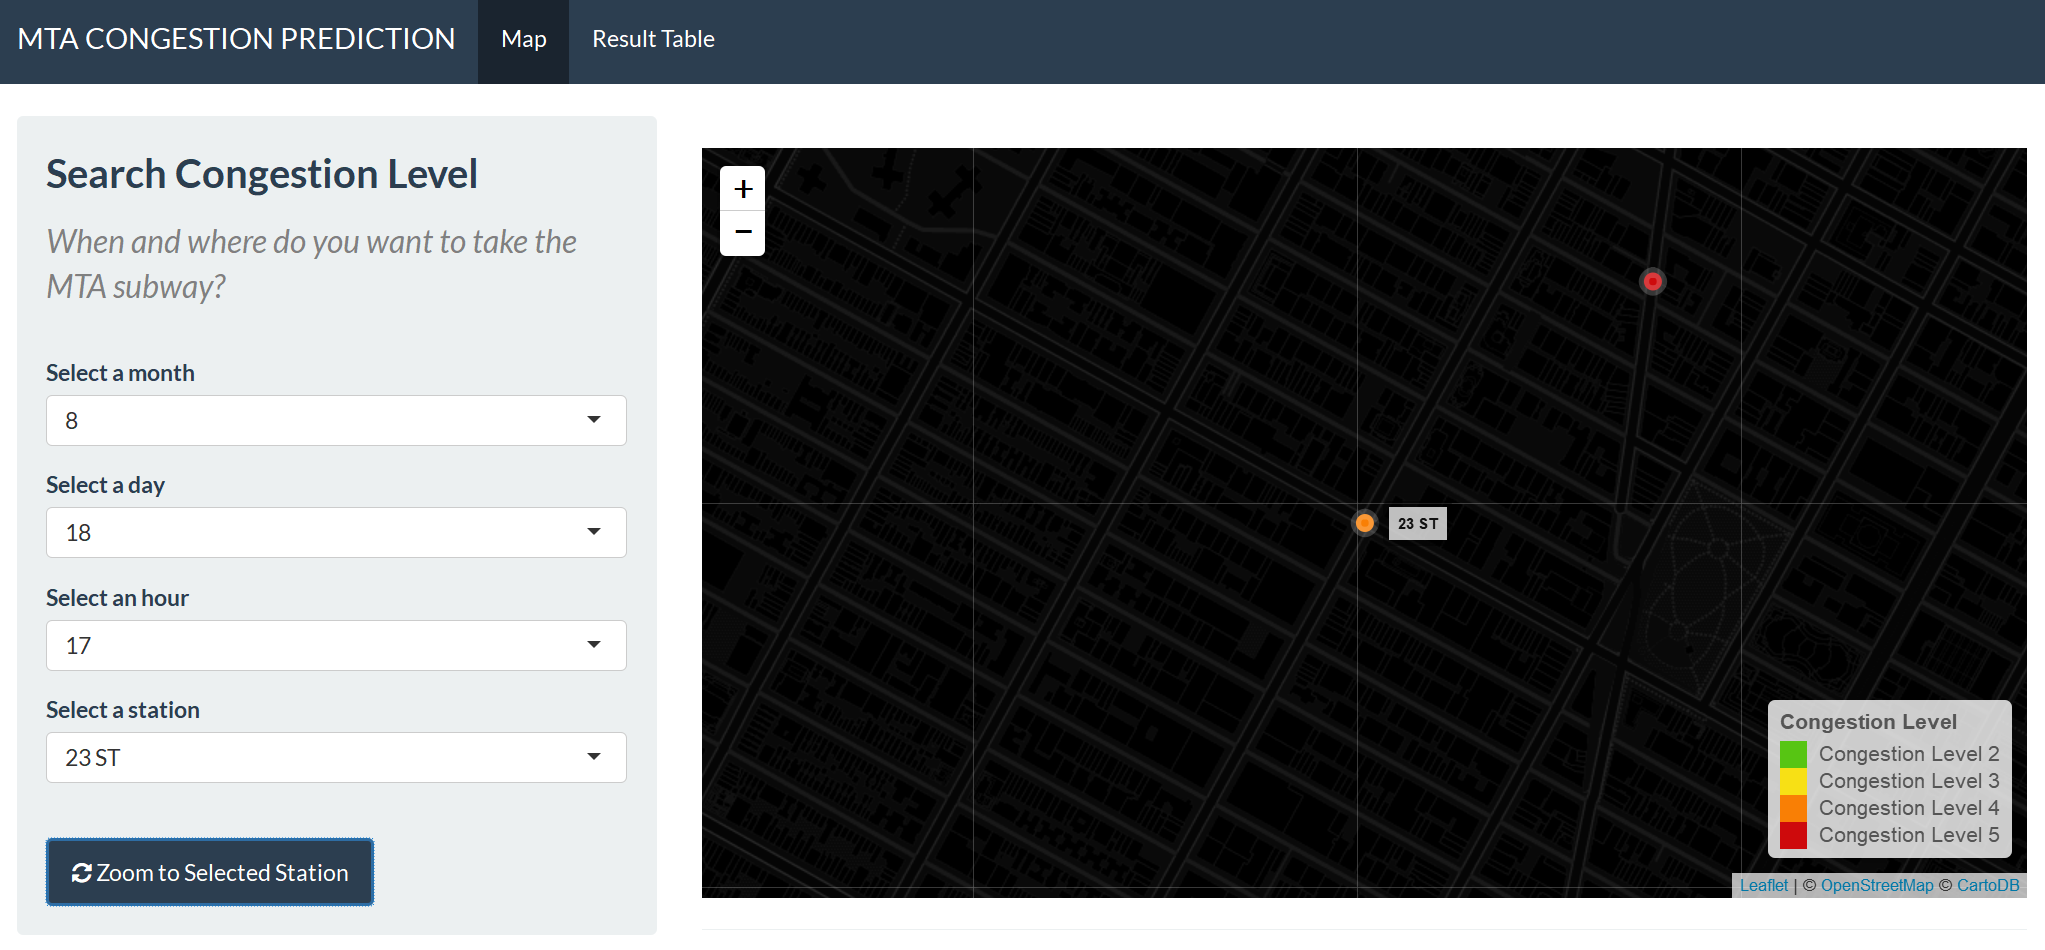 MTA CONGESTION PREDICTION
Map
Result Table
Search Congestion Level
When and where do you want to take the
MTA subway?
Select a month
8
Select a day
18
Select an hour
17
Select a station
23 ST
Zoom to Selected Station
+
−
23 ST
Congestion Level
Congestion Level 2
Congestion Level 3
Congestion Level 4
Congestion Level 5
Leaflet | © OpenStreetMap © CartoDB